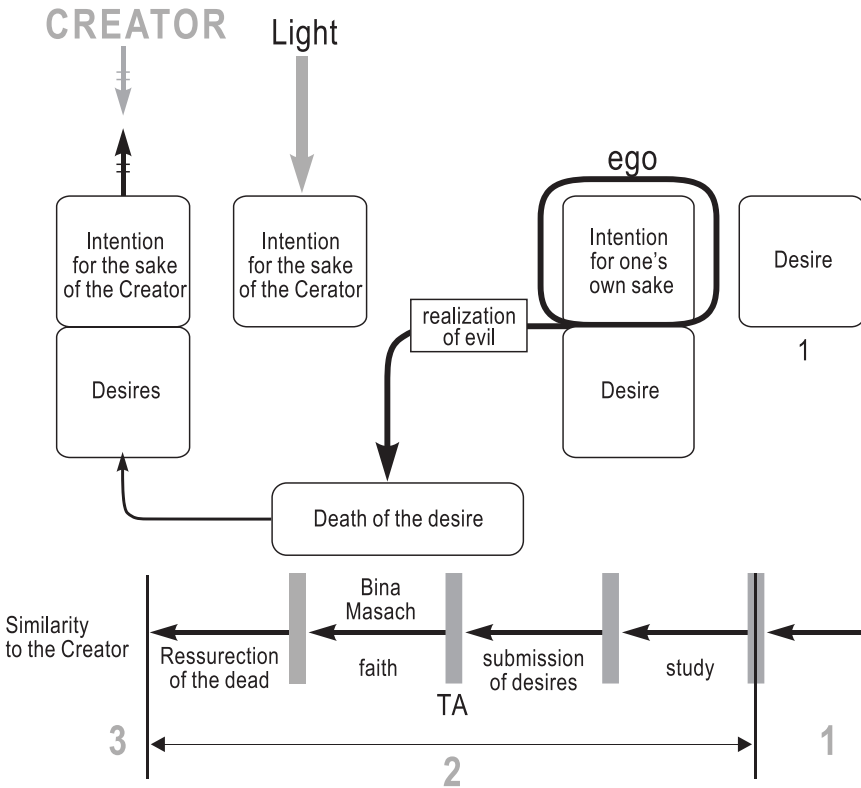 CREATOR
Light
ego
Intention
for the sake
of the Creator
Intention
for the sake
of the Cerator
Intention
for one's
own sake
Desire
1
realization
of evil
Desires
Desire
Death of the desire
Similarity
to the Creator
Ressurection
of the dead
Bina
Masach
faith
TA
submission
of desires
study
3
2
1